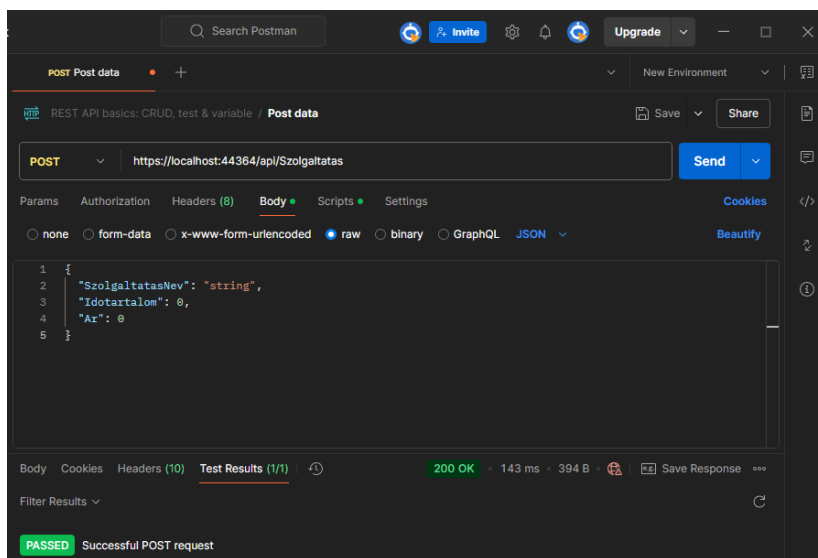 Search Postman
Invite
Upgrade
POST Post data
New Environment
HTTP REST API basics: CRUD, test & variable / Post data
Save
Share
POST
https://localhost:44364/api/Szolgaltatas
Send
Params Authorization Headers (8) Body Scripts Settings
Cookies
none form-data x-www-form-urlencoded raw binary GraphQL JSON
Beautify
1 {
2 "SzolgaltatasNev": "string",
3 "Idotartalom": 0,
4 "Ar": 0
5 }
Body Cookies Headers (10) Test Results (1/1)
200 OK 143 ms 394 B
e.g. Save Response
Filter Results
PASSED Successful POST request